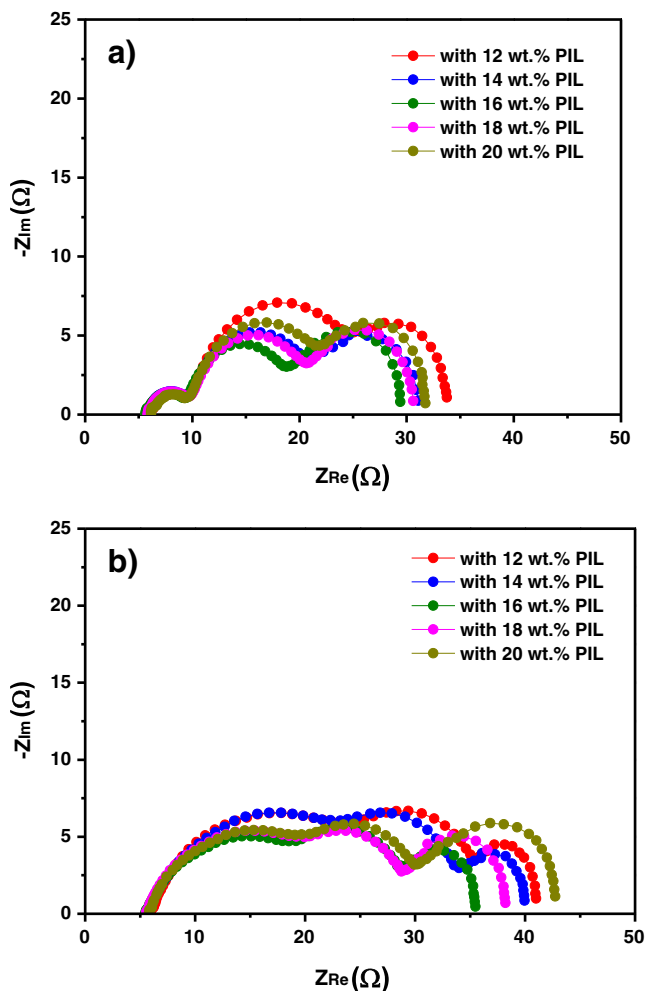 a)
with 12 wt.% PIL
with 14 wt.% PIL
with 16 wt.% PIL
with 18 wt.% PIL
with 20 wt.% PIL
25
20
15
10
5
0
-ZIm(Ω)
0 10 20 30 40 50
ZRe(Ω)
b)
with 12 wt.% PIL
with 14 wt.% PIL
with 16 wt.% PIL
with 18 wt.% PIL
with 20 wt.% PIL
25
20
15
10
5
0
-ZIm(Ω)
0 10 20 30 40 50
ZRe(Ω)